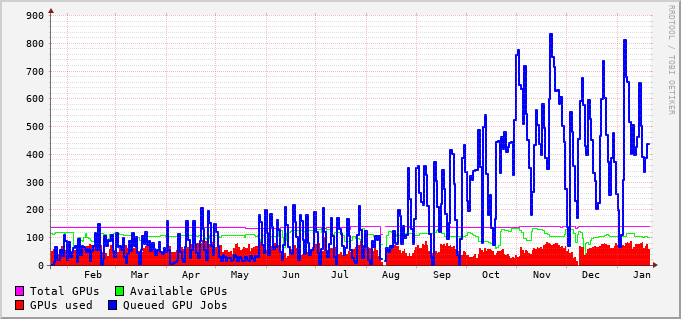 900
800
700
600
500
400
300
200
100
0
Feb Mar Apr May Jun Jul Aug Sep Oct Nov Dec Jan
Total GPUs Available GPUs
GPUs used Queued GPU Jobs
RRDTOOL / TOBI OETIKER